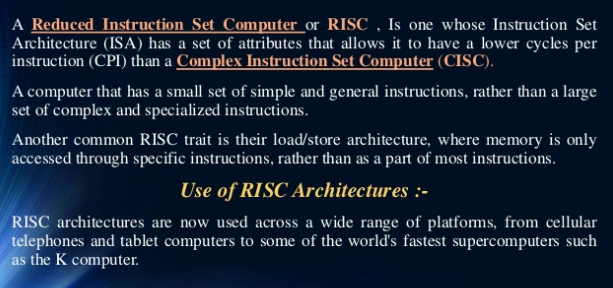 A Reduced Instruction Set Computer or RISC , Is one whose Instruction Set
Architecture (ISA) has a set of attributes that allows it to have a lower cycles per
instruction (CPI) than a Complex Instruction Set Computer (CISC).
A computer that has a small set of simple and general instructions, rather than a large
set of complex and specialized instructions.
Another common RISC trait is their load/store architecture, where memory is only
accessed through specific instructions, rather than as a part of most instructions.
Use of RISC Architectures :-
RISC architectures are now used across a wide range of platforms, from cellular
telephones and tablet computers to some of the world's fastest supercomputers such
as the K computer.